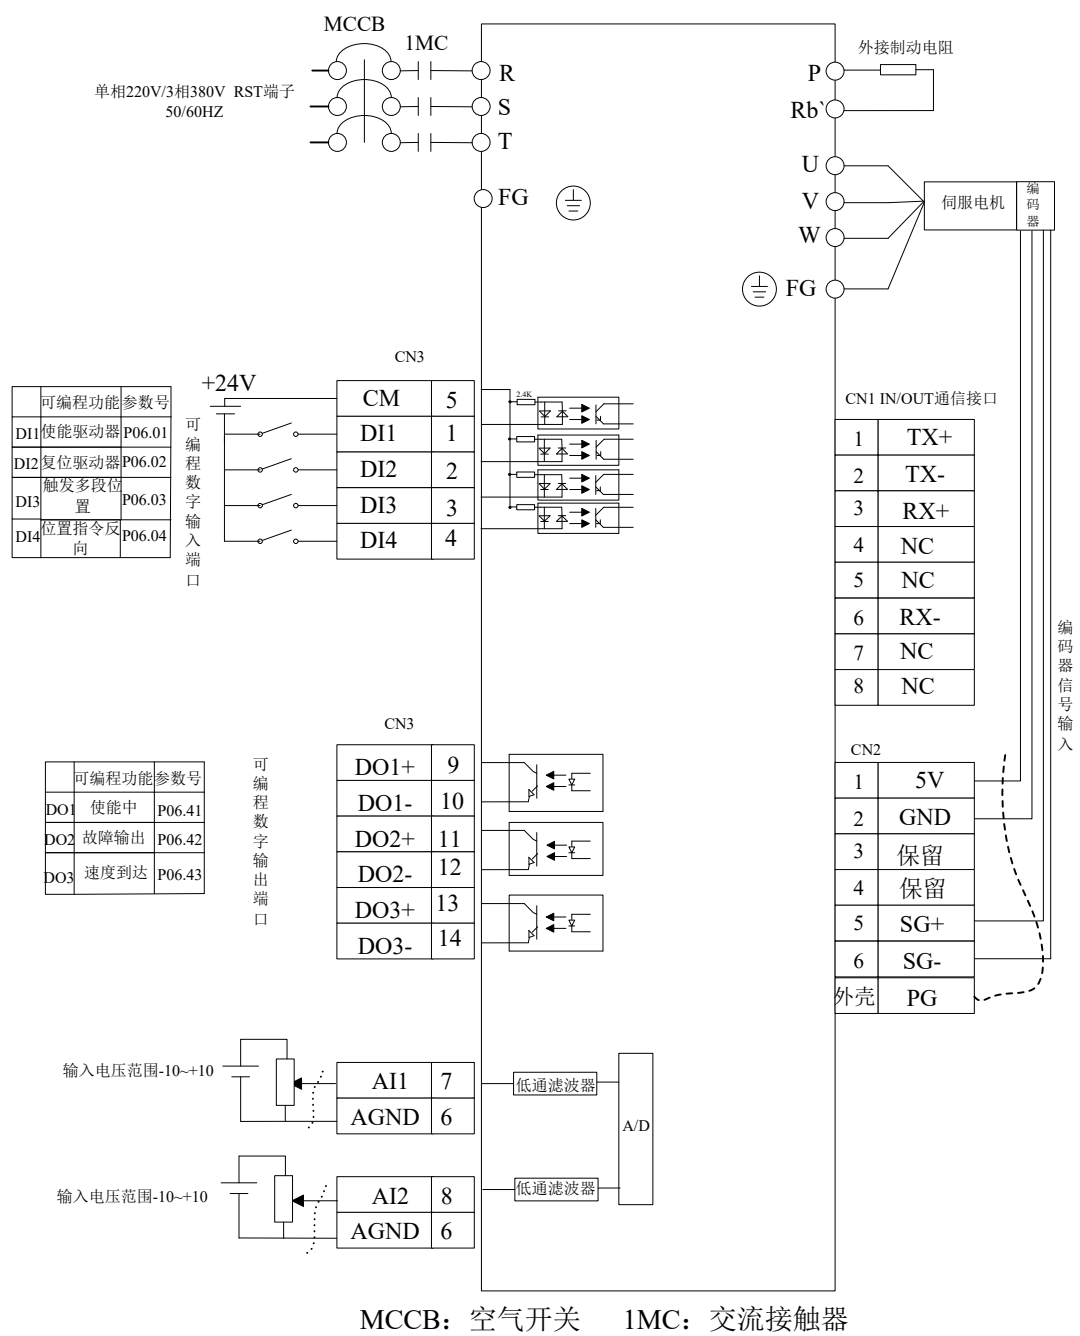 MCCB
1MC
单相220V/3相380V RST端子
50/60HZ
R
S
T
FG
P
外接制动电阻
Rb`
U
V
W
FG
伺服电机
编码器
CN3
+24V
可编程功能 参数号
DI1 使能驱动器 P06.01
DI2 复位驱动器 P06.02
DI3 触发多段位置 P06.03
DI4 位置指令反向 P06.04
可编程数字输入端口
CM 5
DI1 1
DI2 2
DI3 3
DI4 4
2.4K
CN1 IN/OUT通信接口
1 TX+
2 TX-
3 RX+
4 NC
5 NC
6 RX-
7 NC
8 NC
编码器信号输入
CN3
可编程功能 参数号
DO1 使能中 P06.41
DO2 故障输出 P06.42
DO3 速度到达 P06.43
可编程数字输出端口
DO1+ 9
DO1- 10
DO2+ 11
DO2- 12
DO3+ 13
DO3- 14
CN2
1 5V
2 GND
3 保留
4 保留
5 SG+
6 SG-
外壳 PG
输入电压范围-10~+10
AI1 7
AGND 6
低通滤波器
A/D
输入电压范围-10~+10
AI2 8
AGND 6
低通滤波器
MCCB：空气开关 1MC：交流接触器